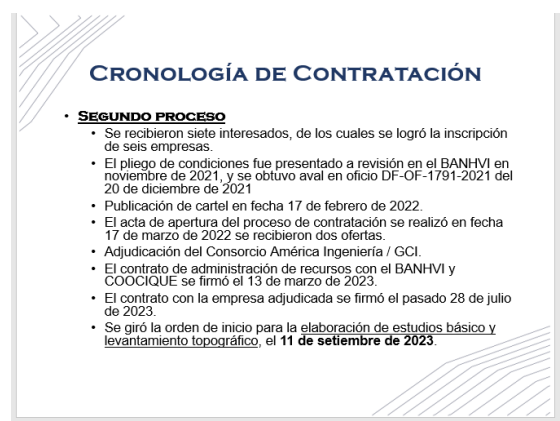 CRONOLOGÍA DE CONTRATACIÓN
• SEGUNDO PROCESO
• Se recibieron siete interesados, de los cuales se logró la inscripción
de seis empresas.
• El pliego de condiciones fue presentado a revisión en el BANHVI en
noviembre de 2021, y se obtuvo aval en oficio DF-OF-1791-2021 del
20 de diciembre de 2021
• Publicación de cartel en fecha 17 de febrero de 2022.
• El acta de apertura del proceso de contratación se realizó en fecha
17 de marzo de 2022 se recibieron dos ofertas.
• Adjudicación del Consorcio América Ingeniería / GCI.
• El contrato de administración de recursos con el BANHVI y
COOCIQUE se firmó el 13 de marzo de 2023.
• El contrato con la empresa adjudicada se firmó el pasado 28 de julio
de 2023.
• Se giró la orden de inicio para la elaboración de estudios básico y
levantamiento topográfico, el 11 de setiembre de 2023.